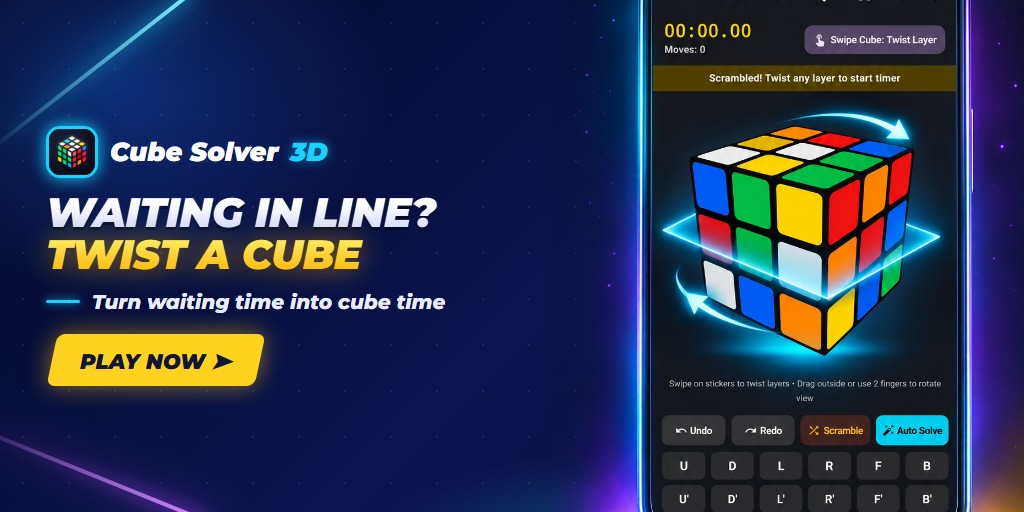 Cube Solver 3D
WAITING IN LINE?
TWIST A CUBE
Turn waiting time into cube time
PLAY NOW ➤
00:00.00
Moves: 0
Swipe Cube: Twist Layer
Scrambled! Twist any layer to start timer
Swipe on stickers to twist layers • Drag outside or use 2 fingers to rotate
view
Undo Redo Scramble Auto Solve
U D L R F B
U' D' L' R' F' B'